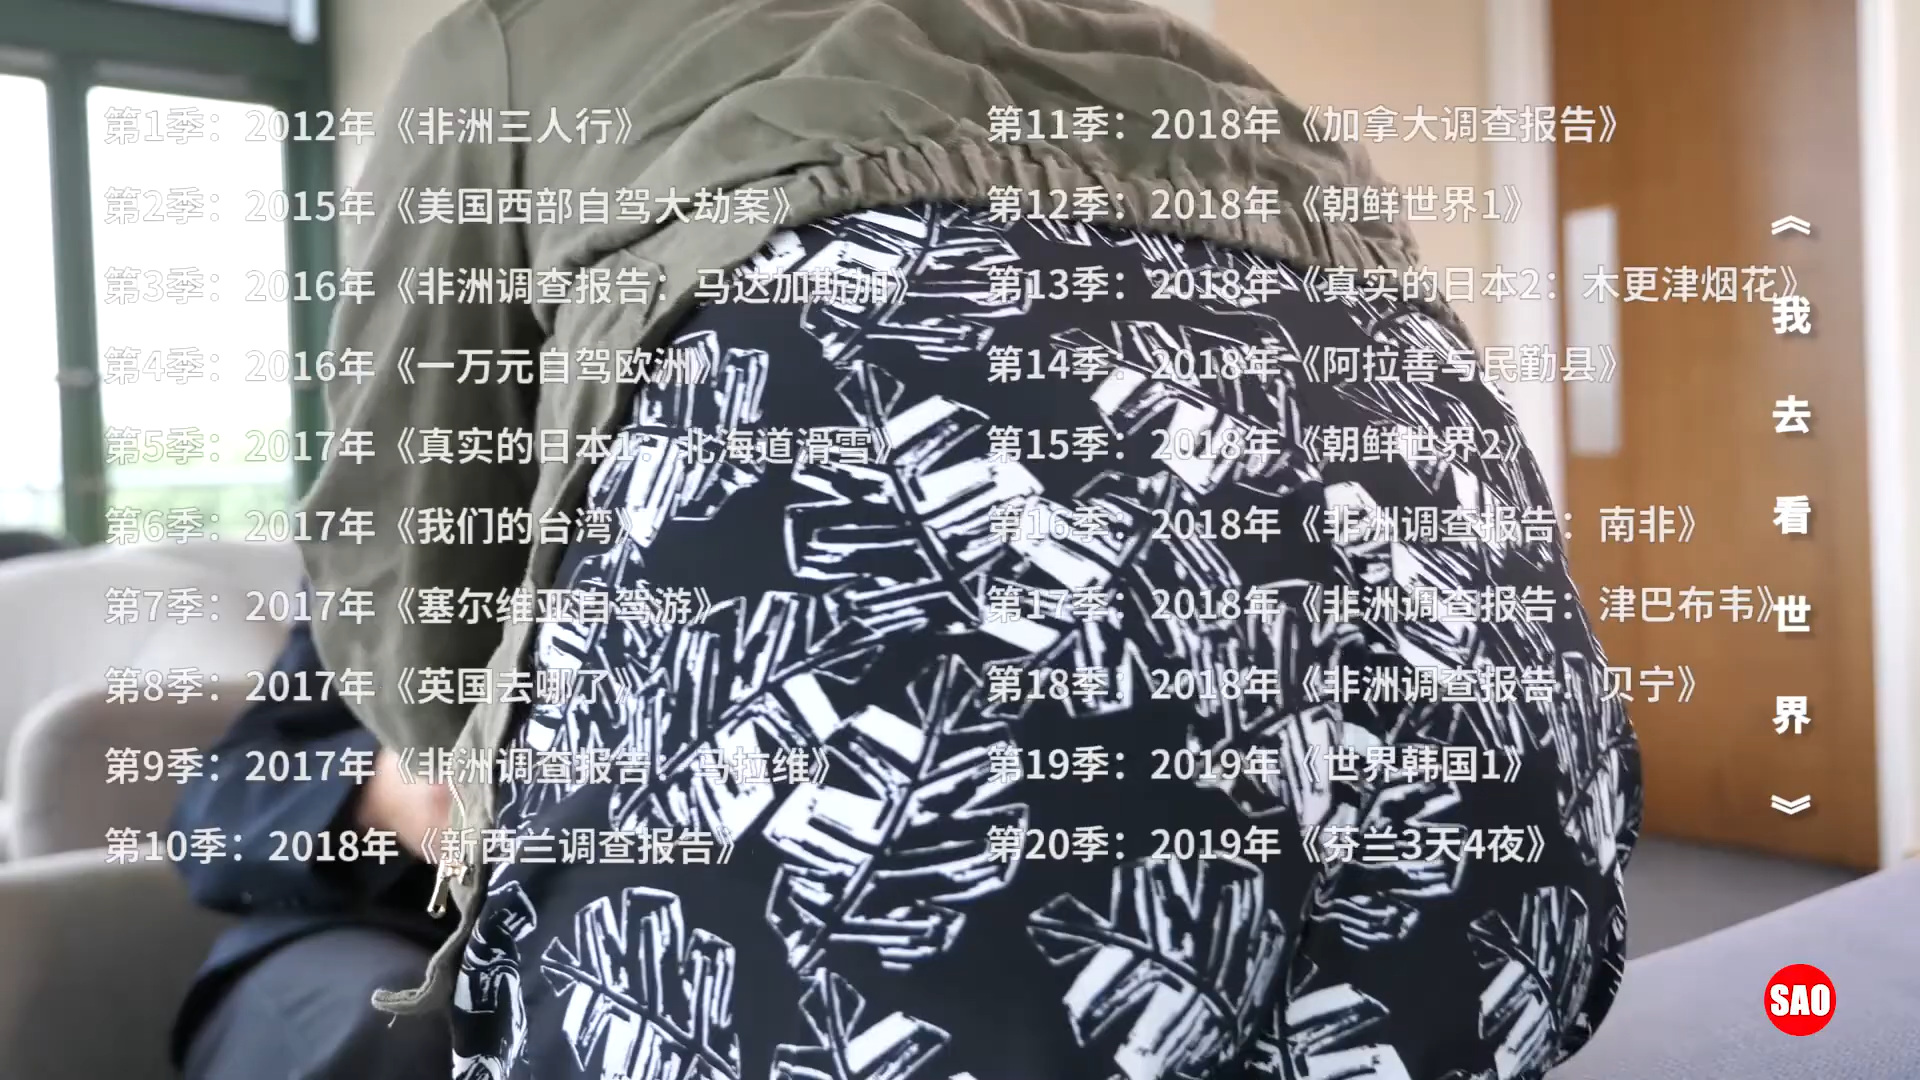 第1季：2012年《非洲三人行》
第2季：2015年《美国西部自驾大劫案》
第3季：2016年《非洲调查报告：马达加斯加》
第4季：2016年《一万元自驾欧洲》
第5季：2017年《真实的日本1：北海道滑雪》
第6季：2017年《我们的台湾》
第7季：2017年《塞尔维亚自驾游》
第8季：2017年《英国去哪了》
第9季：2017年《非洲调查报告：马拉维》
第10季：2018年《新西兰调查报告》
第11季：2018年《加拿大调查报告》
第12季：2018年《朝鲜世界1》
第13季：2018年《真实的日本2：木更津烟花》
第14季：2018年《阿拉善与民勤县》
第15季：2018年《朝鲜世界2》
第16季：2018年《非洲调查报告：南非》
第17季：2018年《非洲调查报告：津巴布韦》
第18季：2018年《非洲调查报告：贝宁》
第19季：2019年《世界韩国1》
第20季：2019年《芬兰3天4夜》
《我去看世界》
SAO